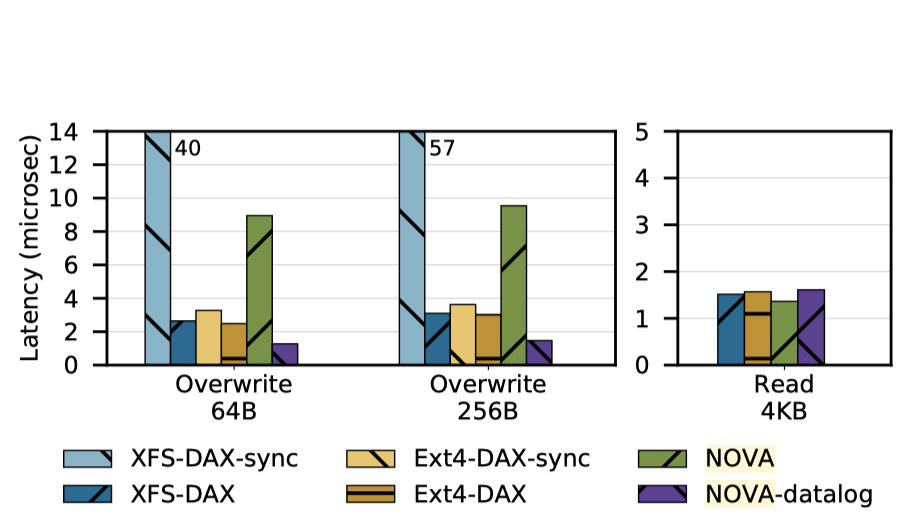 Latency (microsec)
14
12
10
8
6
4
2
0
40
57
Overwrite
64B
Overwrite
256B
5
4
3
2
1
0
Read
4KB
XFS-DAX-sync
Ext4-DAX-sync
NOVA
XFS-DAX
Ext4-DAX
NOVA-datalog